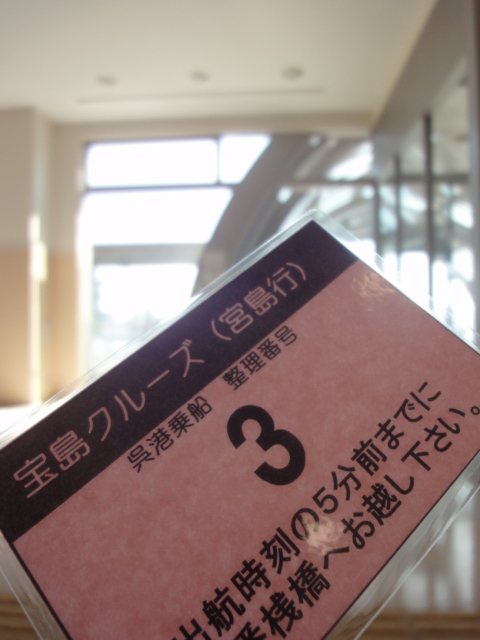 宝島クルーズ（宮島行）
呉港乗船 整理番号
3
出航時刻の5分前までに
桟橋へお越し下さい。